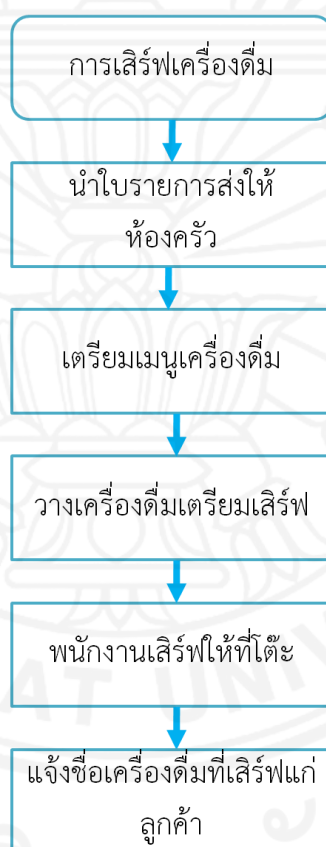 การเสิร์ฟเครื่องดื่ม
นำใบรายการส่งให้
ห้องครัว
เตรียมเมนูเครื่องดื่ม
วางเครื่องดื่มเตรียมเสิร์ฟ
พนักงานเสิร์ฟให้ที่โต๊ะ
แจ้งชื่อเครื่องดื่มที่เสิร์ฟแก่
ลูกค้า